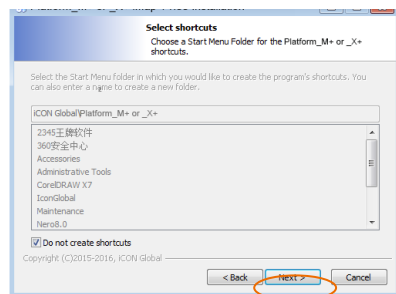 Select shortcuts
Choose a Start Menu Folder for the Platform_M+ or _X+
shortcuts.
Select the Start Menu folder in which you would like to create the program's shortcuts. You
can also enter a name to create a new folder.
iCON Global\Platform_M+ or _X+
2345王牌软件
360安全中心
Accessories
Administrative Tools
CorelDRAW X7
IconGlobal
Maintenance
Nero8.0
Do not create shortcuts
Copyright (C)2015-2016, iCON Global
< Back
Next >
Cancel